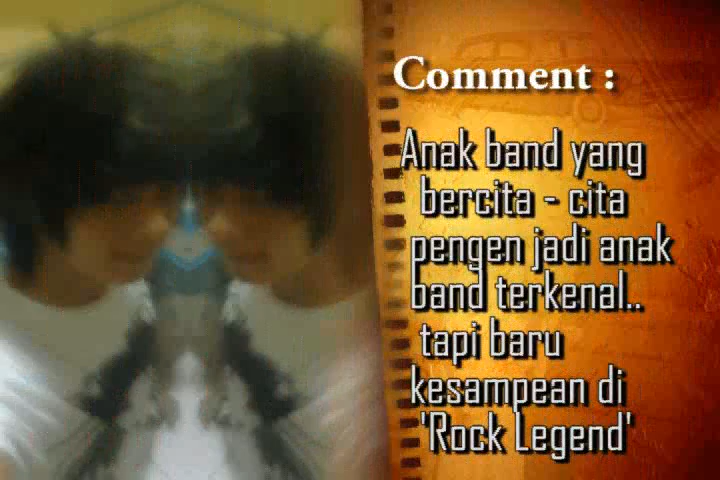 Comment :
Anak band yang
bercita - cita
pengen jadi anak
band terkenal..
tapi baru
kesampean di
'Rock Legend'